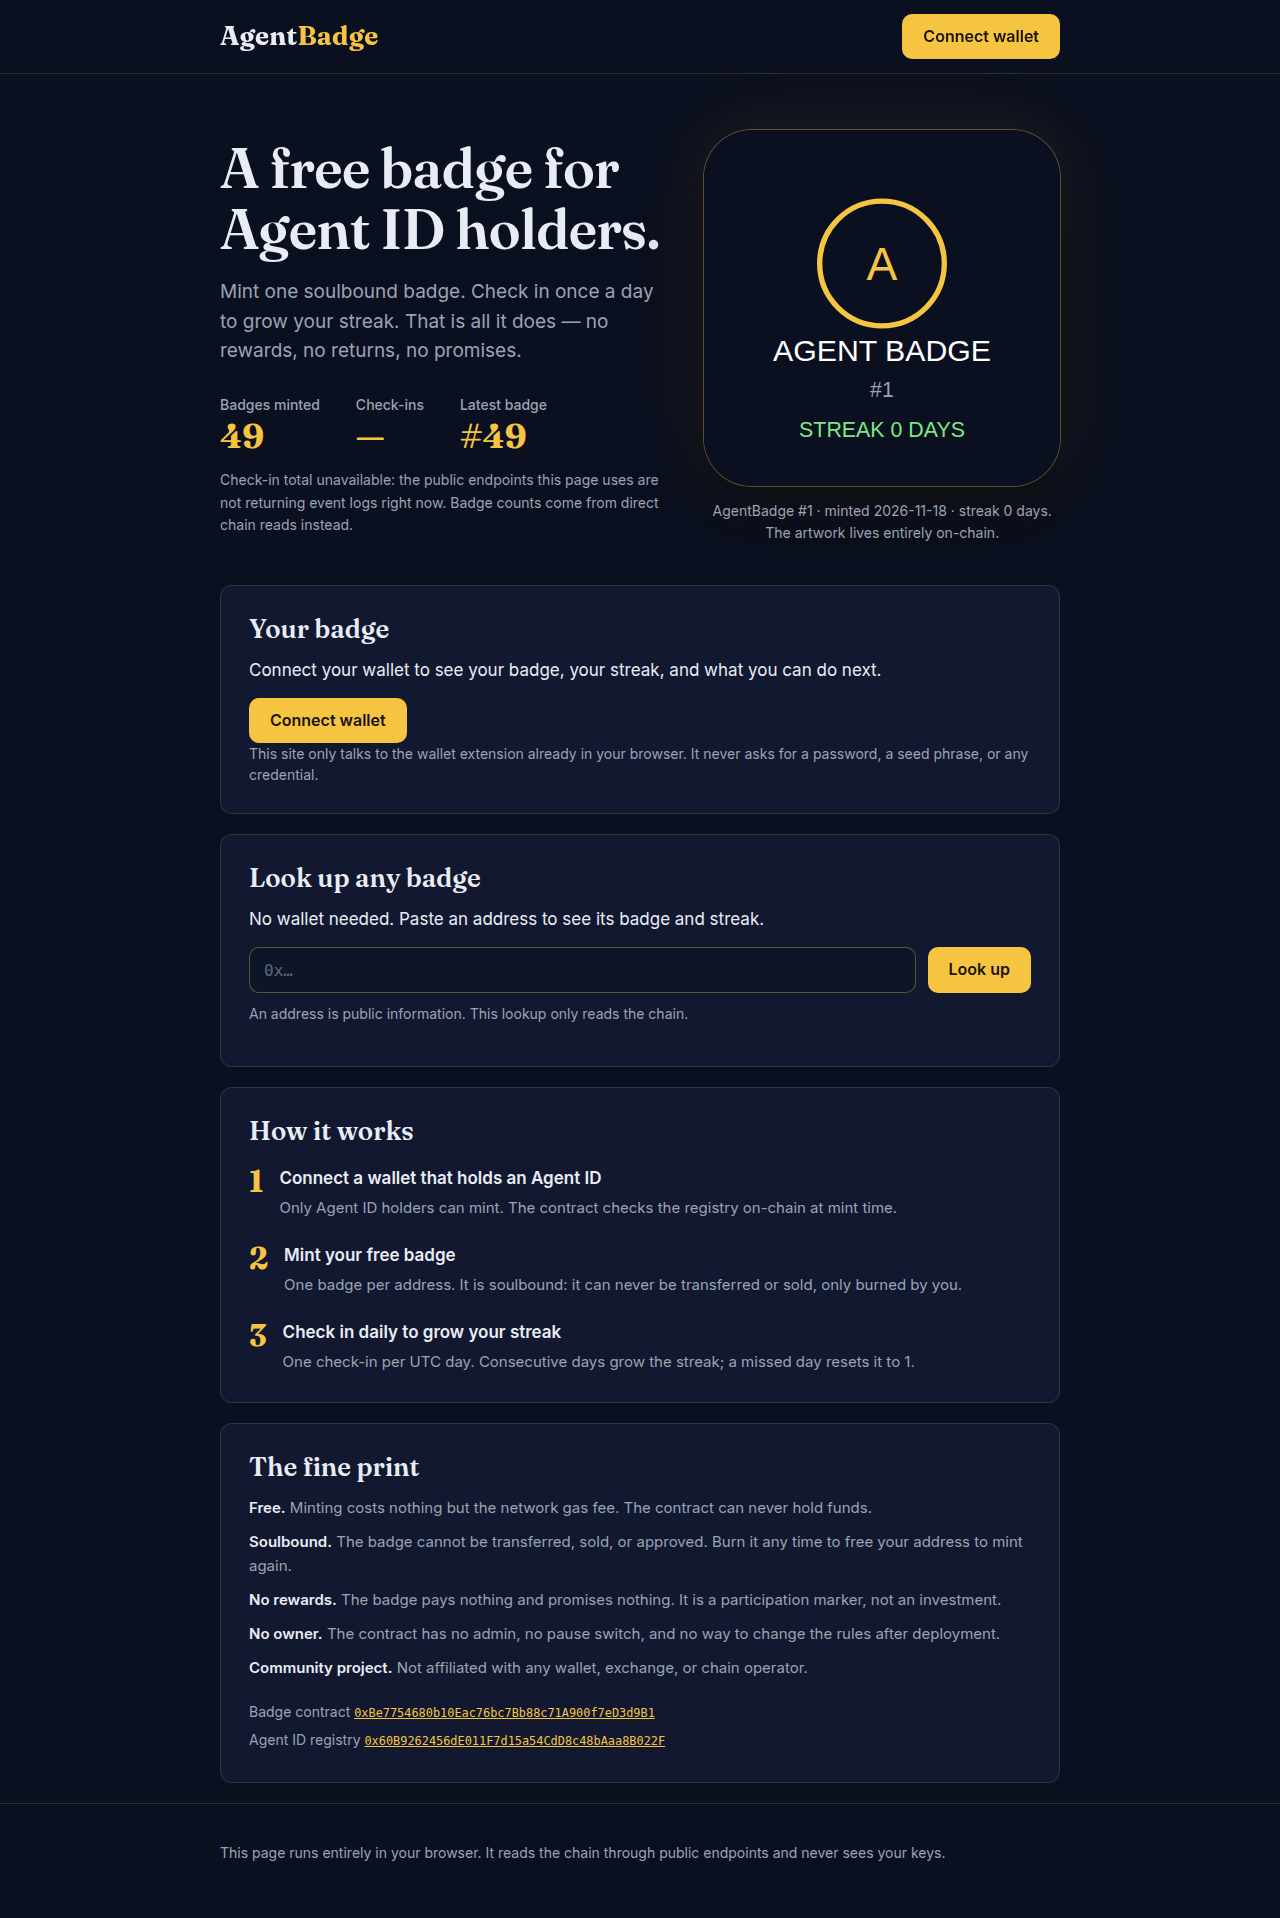 AgentBadge
Connect wallet
A free badge for
Agent ID holders.
Mint one soulbound badge. Check in once a day
to grow your streak. That is all it does — no
rewards, no returns, no promises.
Badges minted
49
Check-ins
—
Latest badge
#49
Check-in total unavailable: the public endpoints this page uses are
not returning event logs right now. Badge counts come from direct
chain reads instead.
A
AGENT BADGE
#1
STREAK 0 DAYS
AgentBadge #1 · minted 2026-11-18 · streak 0 days.
The artwork lives entirely on-chain.
Your badge
Connect your wallet to see your badge, your streak, and what you can do next.
Connect wallet
This site only talks to the wallet extension already in your browser. It never asks for a password, a seed phrase, or any
credential.
Look up any badge
No wallet needed. Paste an address to see its badge and streak.
0x…
Look up
An address is public information. This lookup only reads the chain.
How it works
1 Connect a wallet that holds an Agent ID
Only Agent ID holders can mint. The contract checks the registry on-chain at mint time.
2 Mint your free badge
One badge per address. It is soulbound: it can never be transferred or sold, only burned by you.
3 Check in daily to grow your streak
One check-in per UTC day. Consecutive days grow the streak; a missed day resets it to 1.
The fine print
Free. Minting costs nothing but the network gas fee. The contract can never hold funds.
Soulbound. The badge cannot be transferred, sold, or approved. Burn it any time to free your address to mint
again.
No rewards. The badge pays nothing and promises nothing. It is a participation marker, not an investment.
No owner. The contract has no admin, no pause switch, and no way to change the rules after deployment.
Community project. Not affiliated with any wallet, exchange, or chain operator.
Badge contract 0xBe7754680b10Eac76bc7Bb88c71A900f7eD3d9B1
Agent ID registry 0x60B9262456dE011F7d15a54CdD8c48bAaa8B022F
This page runs entirely in your browser. It reads the chain through public endpoints and never sees your keys.